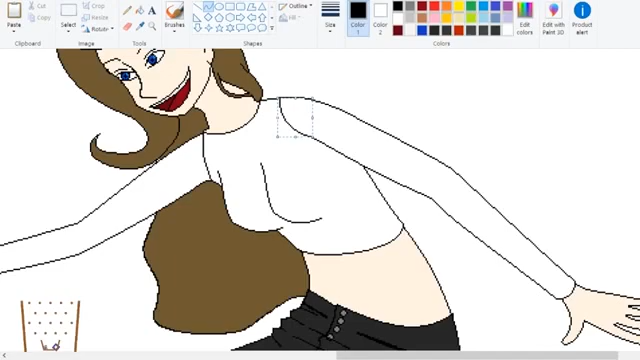 Paste
Cut
Copy
Select
Crop
Resize
Rotate
Brushes
Outline
Fill
Size
Color 1
Color 2
Edit colors
Edit with Paint 3D
Product alert
Clipboard
Image
Tools
Shapes
Colors